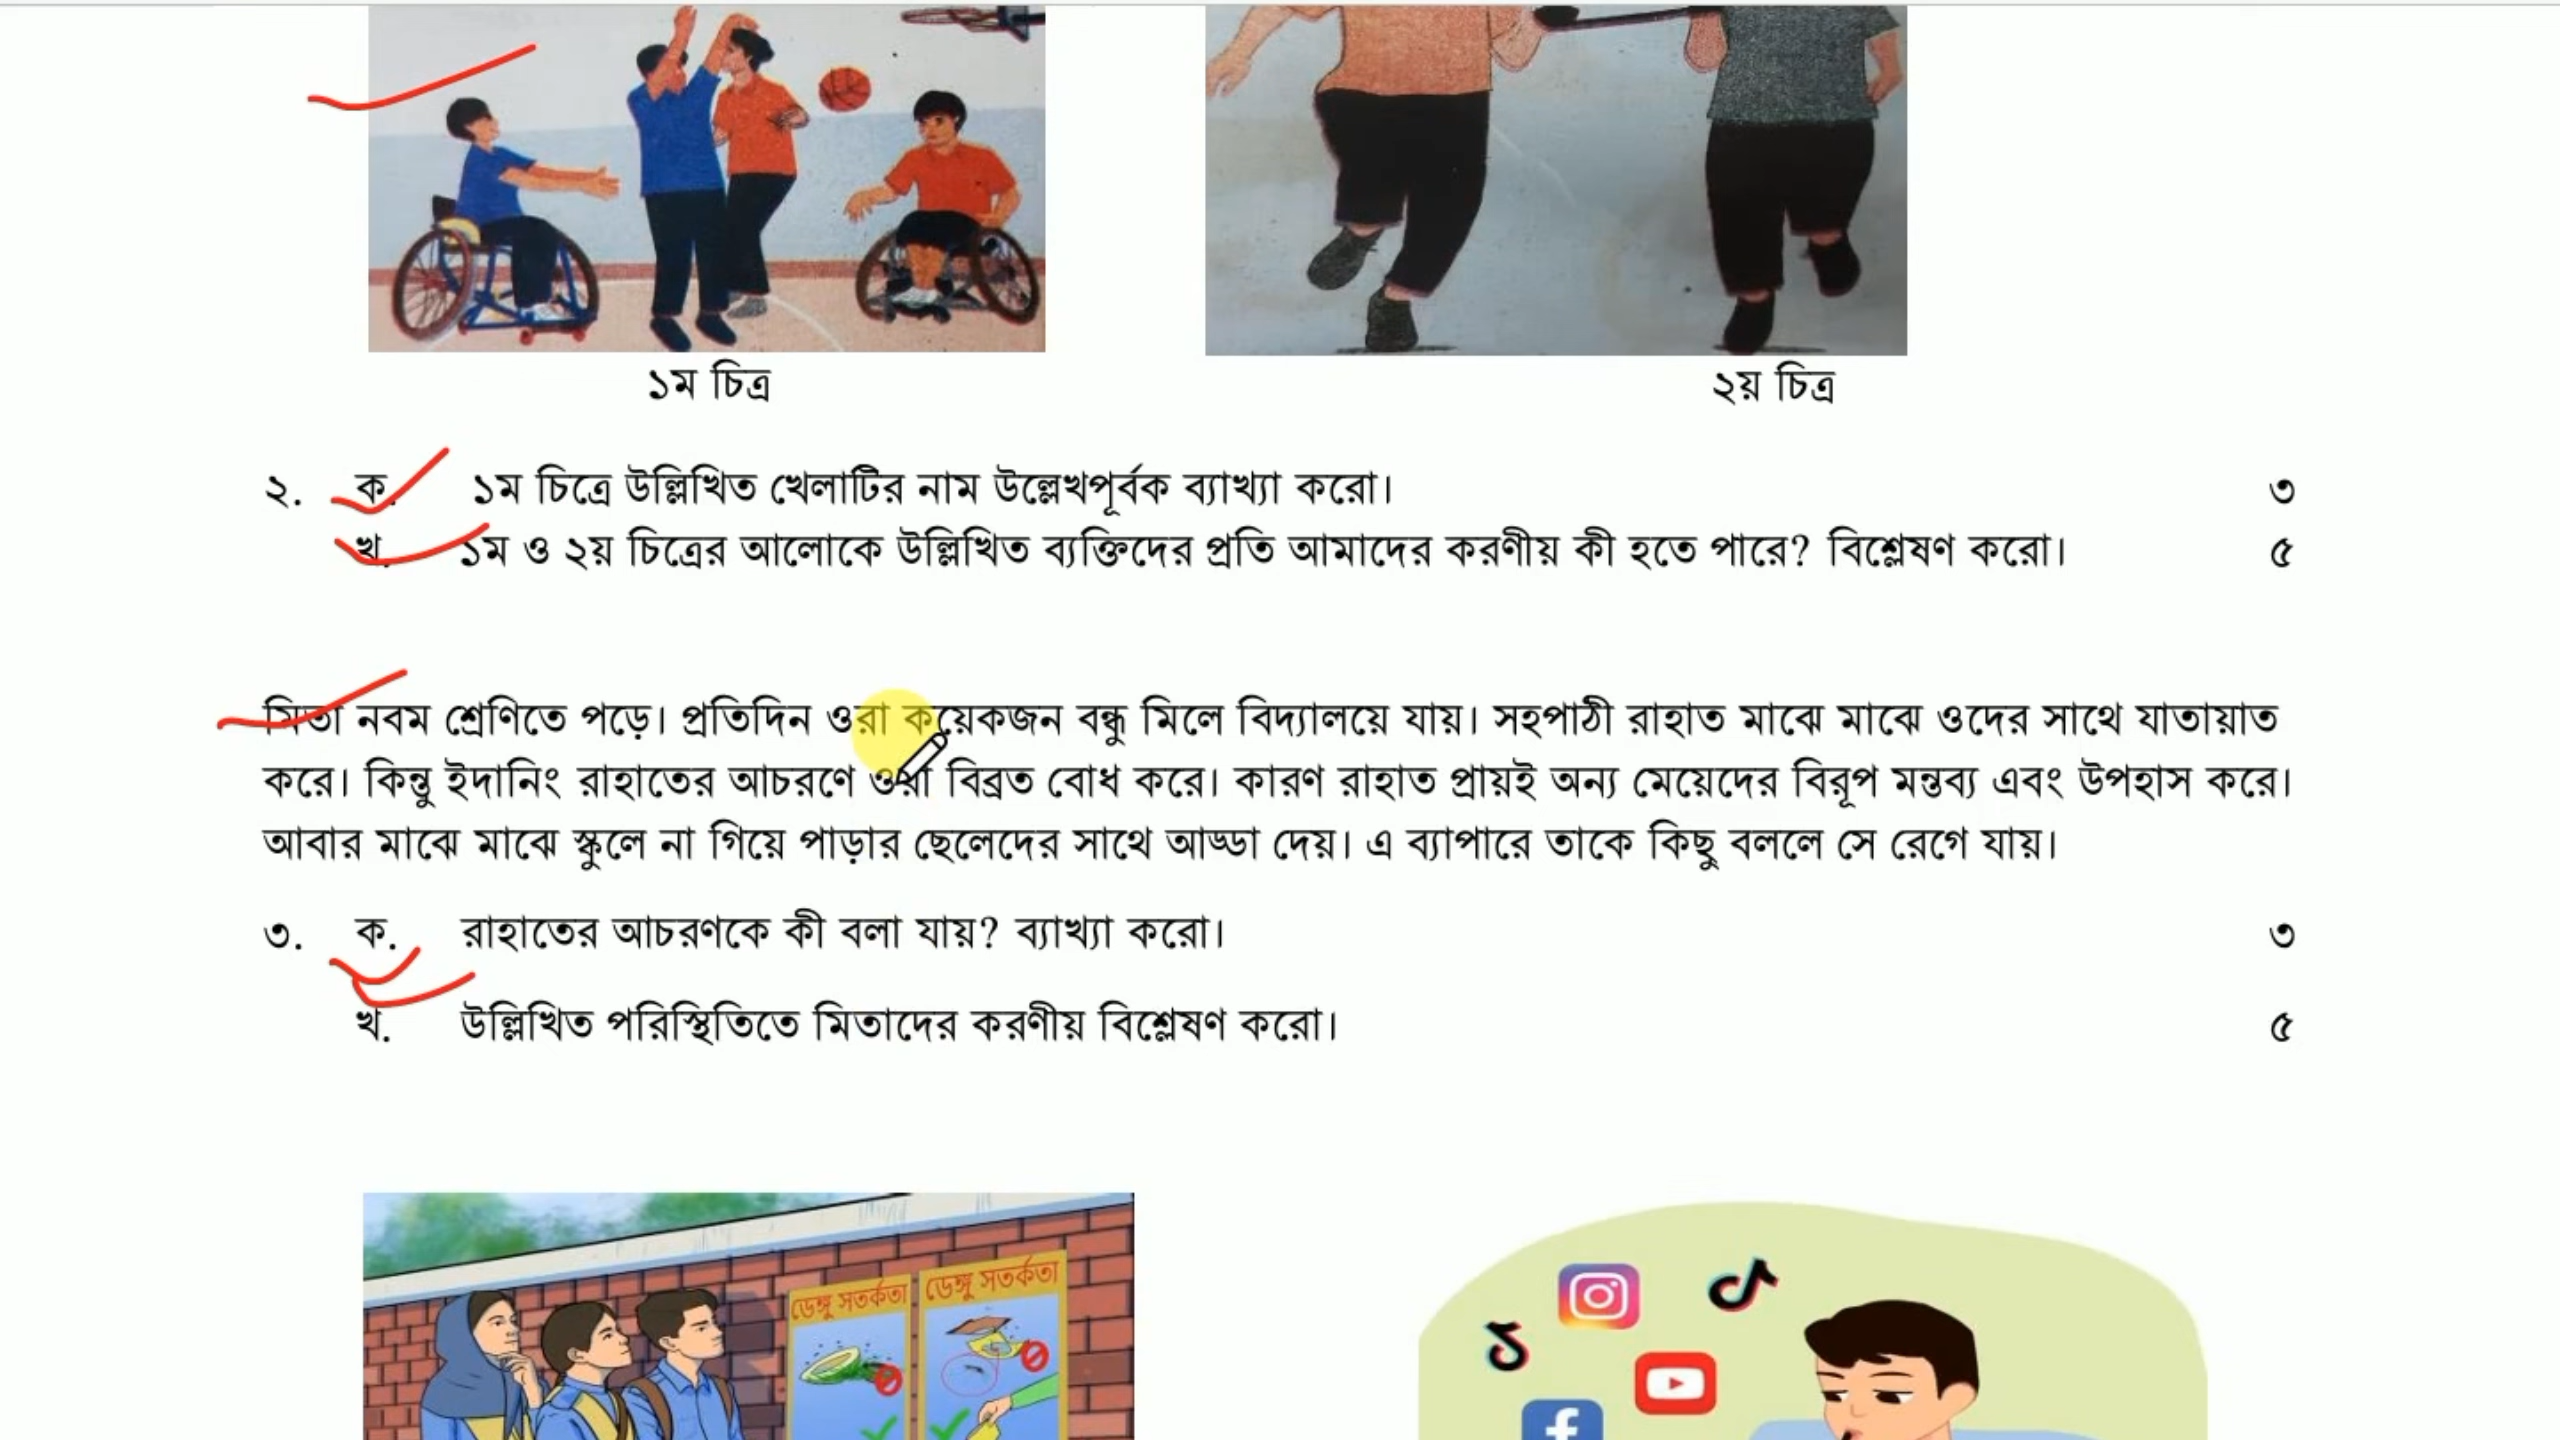 ১ম চিত্র
২য় চিত্র
২. ক. ১ম চিত্রে উল্লিখিত খেলাটির নাম উল্লেখপূর্বক ব্যাখ্যা করো। ৩
খ. ১ম ও ২য় চিত্রের আলোকে উল্লিখিত ব্যক্তিদের প্রতি আমাদের করণীয় কী হতে পারে? বিশ্লেষণ করো। ৫
মিতা নবম শ্রেণিতে পড়ে। প্রতিদিন ওরা কয়েকজন বন্ধু মিলে বিদ্যালয়ে যায়। সহপাঠী রাহাত মাঝে মাঝে ওদের সাথে যাতায়াত
করে। কিন্তু ইদানিং রাহাতের আচরণে ওরা বিব্রত বোধ করে। কারণ রাহাত প্রায়ই অন্য মেয়েদের বিরূপ মন্তব্য এবং উপহাস করে।
আবার মাঝে মাঝে স্কুলে না গিয়ে পাড়ার ছেলেদের সাথে আড্ডা দেয়। এ ব্যাপারে তাকে কিছু বললে সে রেগে যায়।
৩. ক. রাহাতের আচরণকে কী বলা যায়? ব্যাখ্যা করো। ৩
খ. উল্লিখিত পরিস্থিতিতে মিতাদের করণীয় বিশ্লেষণ করো। ৫
ডেঙ্গু সতর্কতা
ডেঙ্গু সতর্কতা